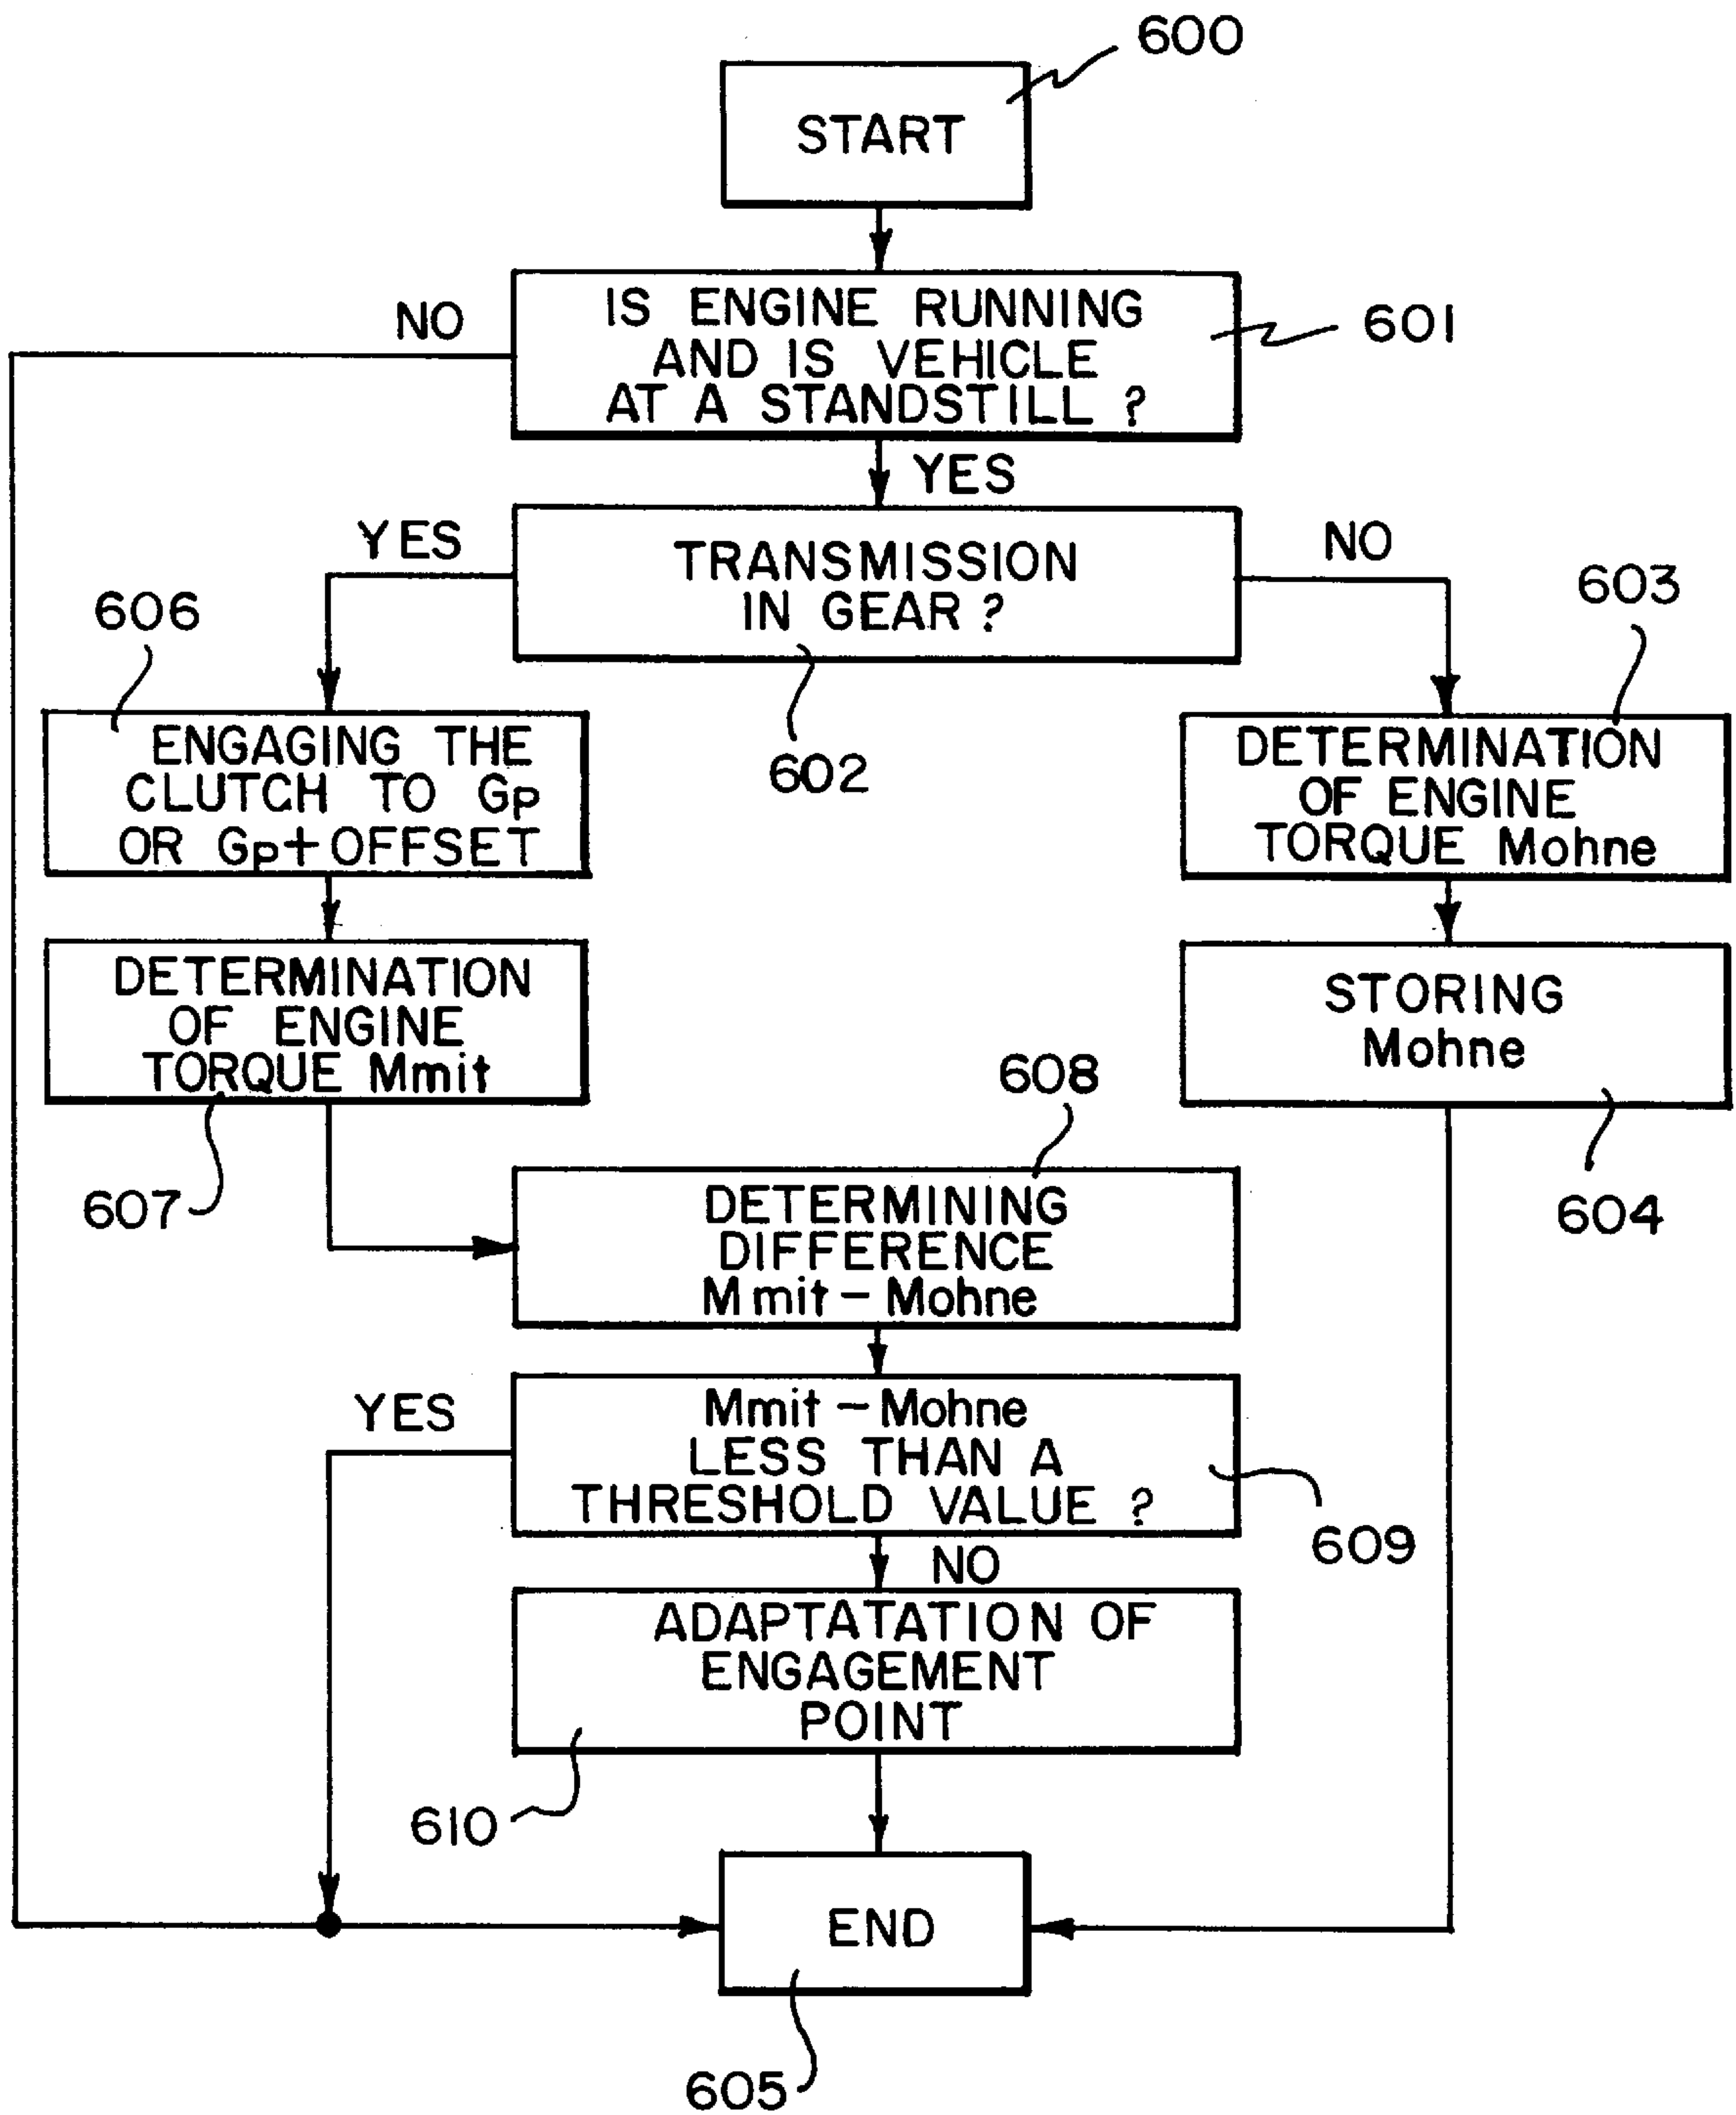 600
START
NO
IS ENGINE RUNNING
AND IS VEHICLE
AT A STANDSTILL ?
601
YES
YES
TRANSMISSION
IN GEAR ?
NO
602
606
603
ENGAGING THE
CLUTCH TO Gp
OR Gp+OFFSET
DETERMINATION
OF ENGINE
TORQUE Mohne
DETERMINATION
OF ENGINE
TORQUE Mmit
STORING
Mohne
607
608
604
DETERMINING
DIFFERENCE
Mmit-Mohne
YES
Mmit-Mohne
LESS THAN A
THRESHOLD VALUE ?
609
NO
ADAPTATATION OF
ENGAGEMENT
POINT
610
END
605